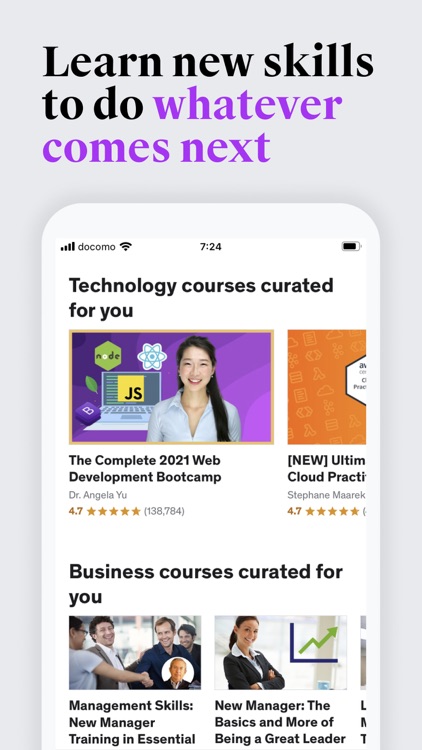 Learn new skills
to do whatever
comes next
docomo
7:24
Technology courses curated
for you
node
JS
B
The Complete 2021 Web
Development Bootcamp
Dr. Angela Yu
4.7
(138,784)
[NEW] Ultim
Cloud Practi
Stephane Maarek
4.7
Business courses curated for
you
Management Skills:
New Manager
Training in Essential
New Manager: The
Basics and More of
Being a Great Leader